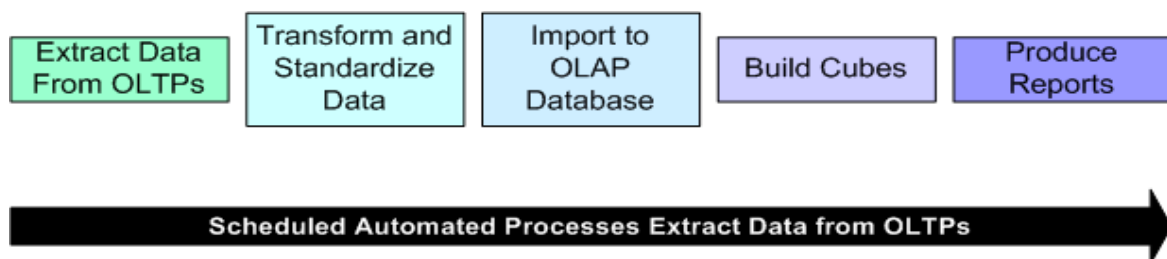 Extract Data
From OLTPs
Transform and
Standardize
Data
Import to
OLAP
Database
Build Cubes
Produce
Reports
Scheduled Automated Processes Extract Data from OLTPs